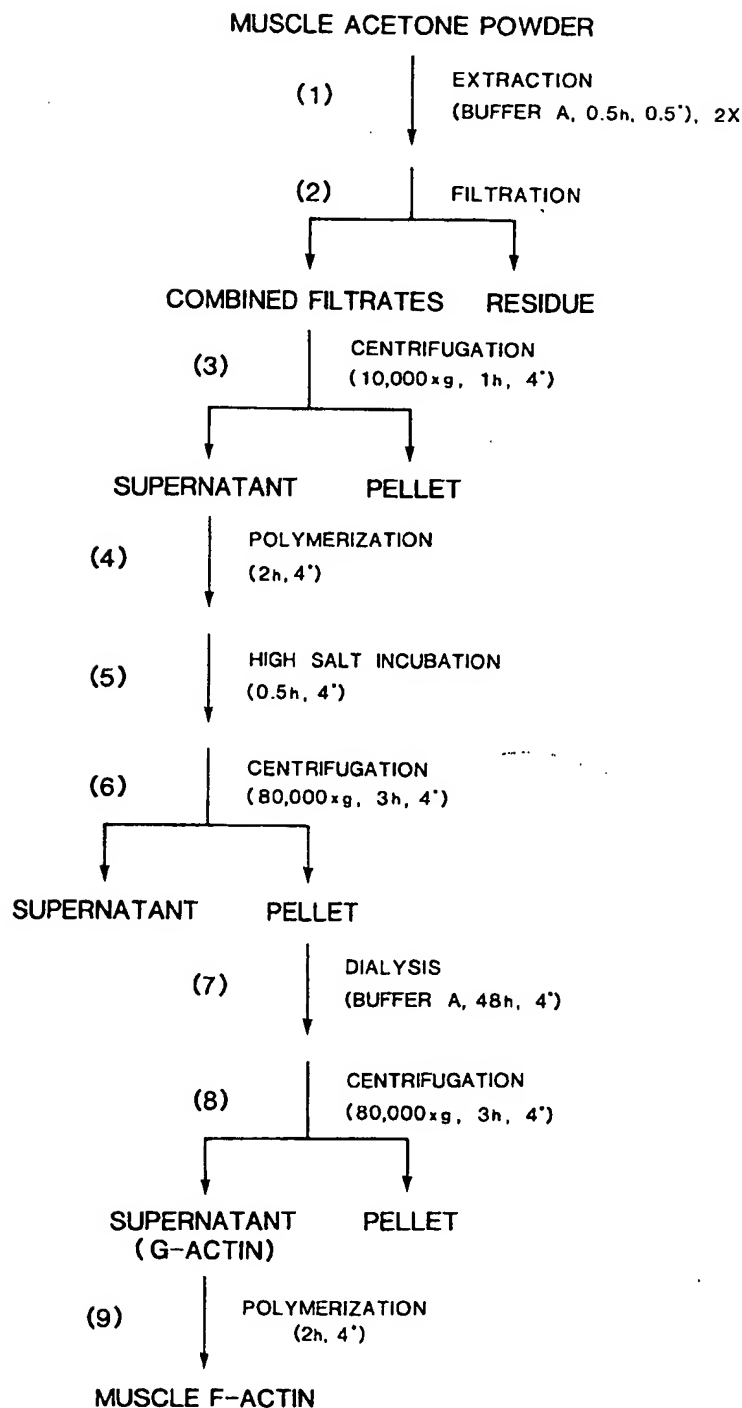 MUSCLE ACETONE POWDER
(1)
EXTRACTION
(BUFFER A, 0.5h, 0.5°), 2X
(2)
FILTRATION
COMBINED FILTRATES
RESIDUE
(3)
CENTRIFUGATION
(10,000xg, 1h, 4°)
SUPERNATANT
PELLET
(4)
POLYMERIZATION
(2h, 4°)
(5)
HIGH SALT INCUBATION
(0.5h, 4°)
(6)
CENTRIFUGATION
(80,000xg, 3h, 4°)
SUPERNATANT
PELLET
(7)
DIALYSIS
(BUFFER A, 48h, 4°)
(8)
CENTRIFUGATION
(80,000xg, 3h, 4°)
SUPERNATANT
(G-ACTIN)
PELLET
(9)
POLYMERIZATION
(2h, 4°)
MUSCLE F-ACTIN